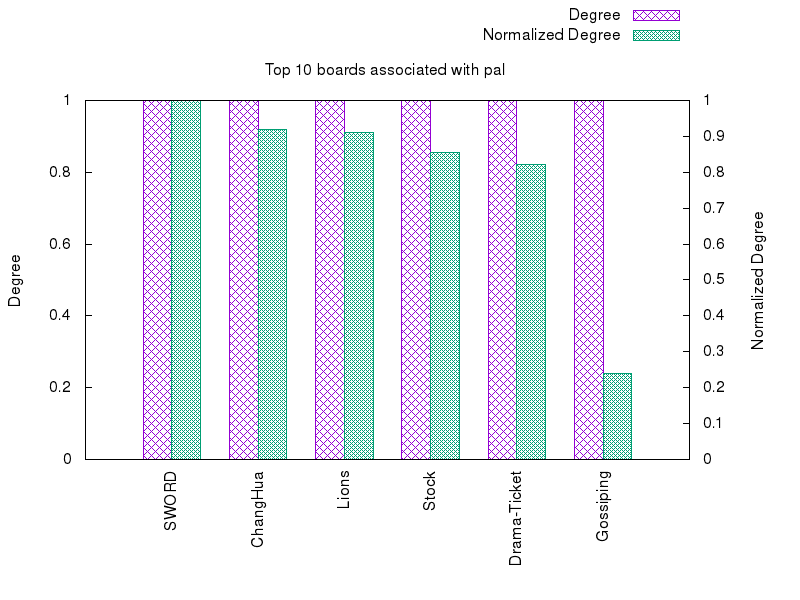 Degree
Normalized Degree
Top 10 boards associated with pal
1
0.8
0.6
0.4
0.2
0
Degree
1
0.9
0.8
0.7
0.6
0.5
0.4
0.3
0.2
0.1
0
Normalized Degree
SWORD
ChangHua
Lions
Stock
Drama-Ticket
Gossiping